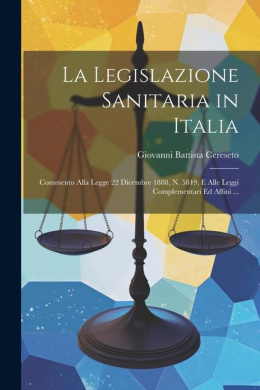 La Legislazione
Sanitaria in
Italia
Giovanni Battista Cereseto
Commento Alla Legge 22 Dicembre 1888, N. 5849, E Alle Leggi
Complementari Ed Affini ...